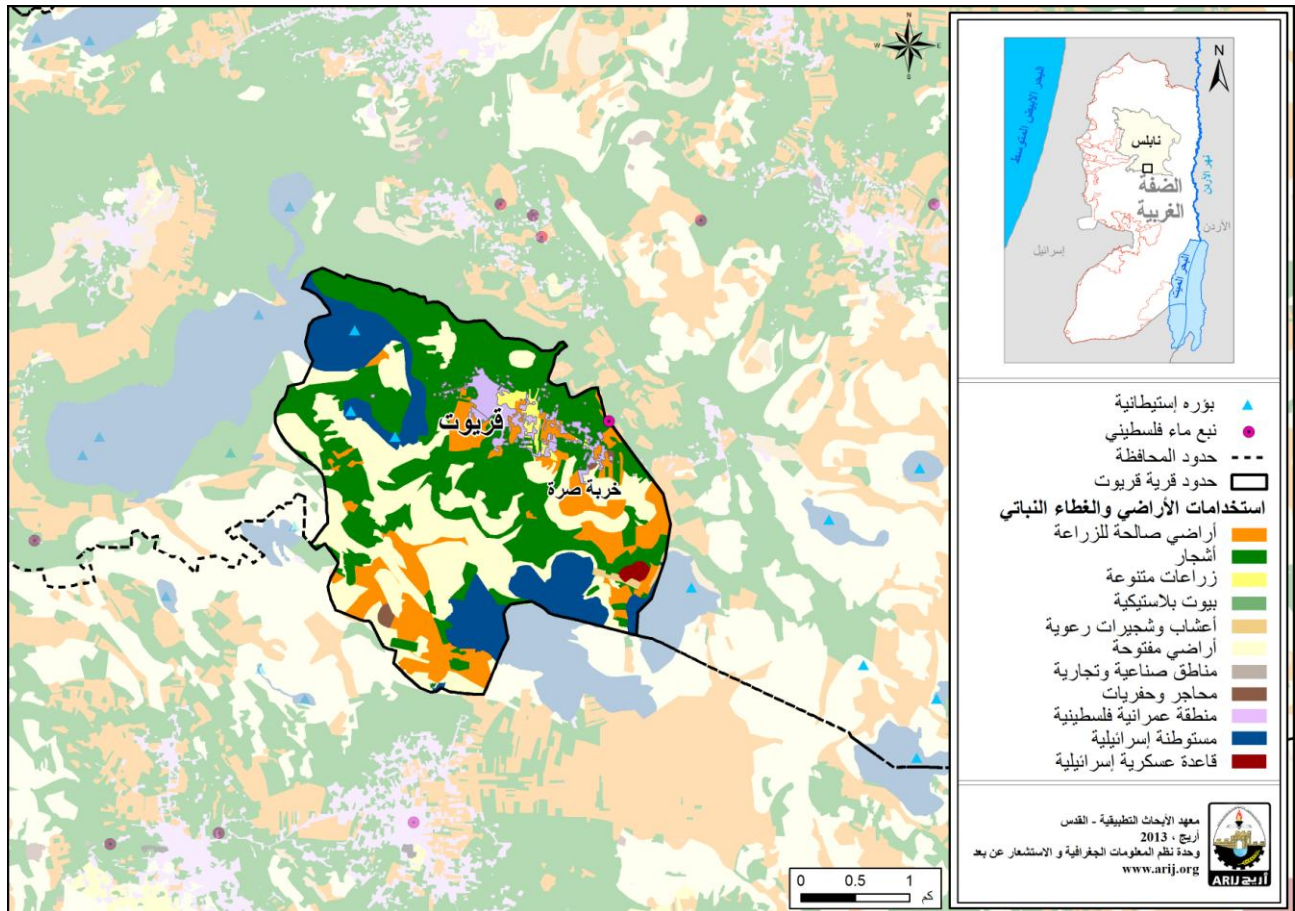 N
W
E
S
قريوت
خربة صرة
0
0.5
1
كم
N
البحر الابيض المتوسط
نابلس
الضفة
الغربية
نهر الأردن
الأردن
إسرائيل
البحر الميت
بؤره إستيطانية
نبع ماء فلسطيني
حدود المحافظة
حدود قرية قريوت
استخدامات الأراضي والغطاء النباتي
أراضي صالحة للزراعة
أشجار
زراعات متنوعة
بيوت بلاستيكية
أعشاب وشجيرات رعوية
أراضي مفتوحة
مناطق صناعية وتجارية
محاجر وحفريات
منطقة عمرانية فلسطينية
مستوطنة إسرائيلية
قاعدة عسكرية إسرائيلية
معهد الأبحاث التطبيقية - القدس
أريج ، 2013
وحدة نظم المعلومات الجغرافية و الاستشعار عن بعد
www.arij.org
ARIJ أريج